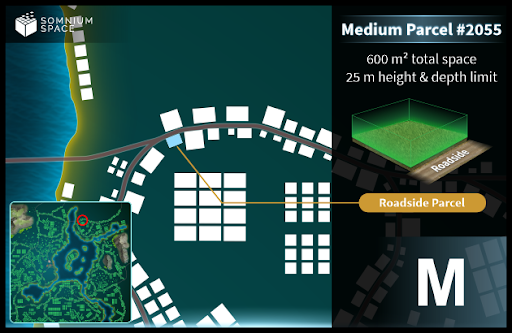 SOMNIUM
SPACE
Medium Parcel #2055
600 m² total space
25 m height & depth limit
Roadside
Roadside Parcel
M